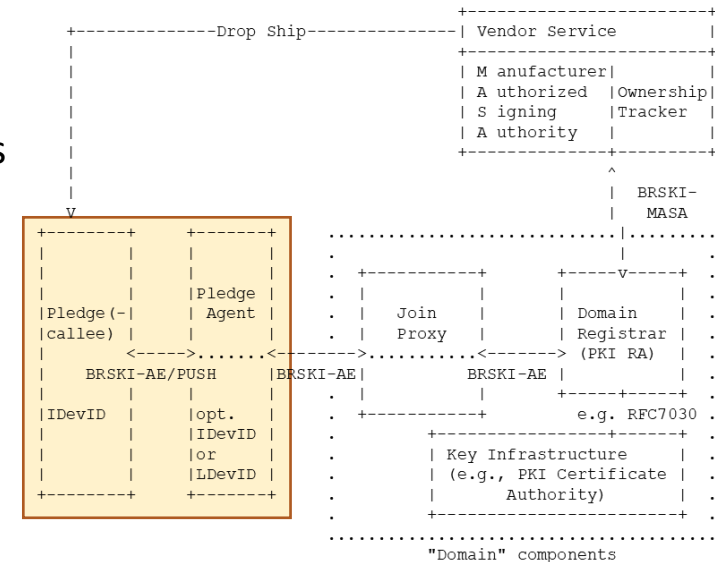 +------------------------+
   +--------------Drop Ship---------------| Vendor Service         |
   |                                       +------------------------+
   |                                       | M anufacturer|         |
   |                                       | A uthorized  |Ownership|
   |                                       | S igning     |Tracker  |
S  |                                       | A uthority   |         |
   |                                       +--------------+---------+
   |                                                      ^
   |                                                      |  BRSKI-
   V                                                      |   MASA
+--------+     +-------+    ..............................|.........
|        |     |       |    .                             |        .
|        |     |       |    .  +-----------+       +-----v-----+   .
|        |     |Pledge |    .  |           |       |           |   .
|Pledge(-|     | Agent |    .  |   Join    |       | Domain    |   .
|callee) |     |       |    .  |   Proxy   |       | Registrar |   .
|        <----->.......<-------->...........<-------> (PKI RA)  |   .
|    BRSKI-AE/PUSH     |BRSKI-AE|         BRSKI-AE |           |   .
|        |     |       |    .  |           |       +-----+-----+   .
|IDevID  |     |opt.   |    .  +-----------+         e.g. RFC7030  .
|        |     |IDevID |    .         +-----------------+------+   .
|        |     |or     |    .         | Key Infrastructure     |   .
|        |     |LDevID |    .         | (e.g., PKI Certificate |   .
+--------+     +-------+    .         |       Authority)       |   .
                            .         +------------------------+   .
                            ........................................
                                      "Domain" components